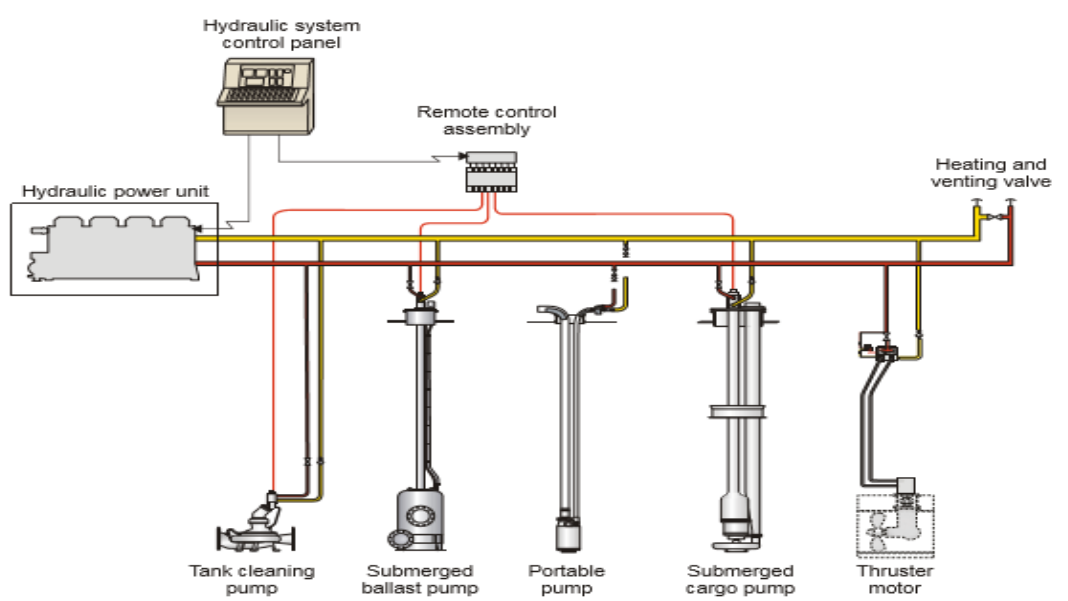 Hydraulic system
control panel
Remote control
assembly
Heating and
venting valve
Hydraulic power unit
Tank cleaning
pump
Submerged
ballast pump
Portable
pump
Submerged
cargo pump
Thruster
motor